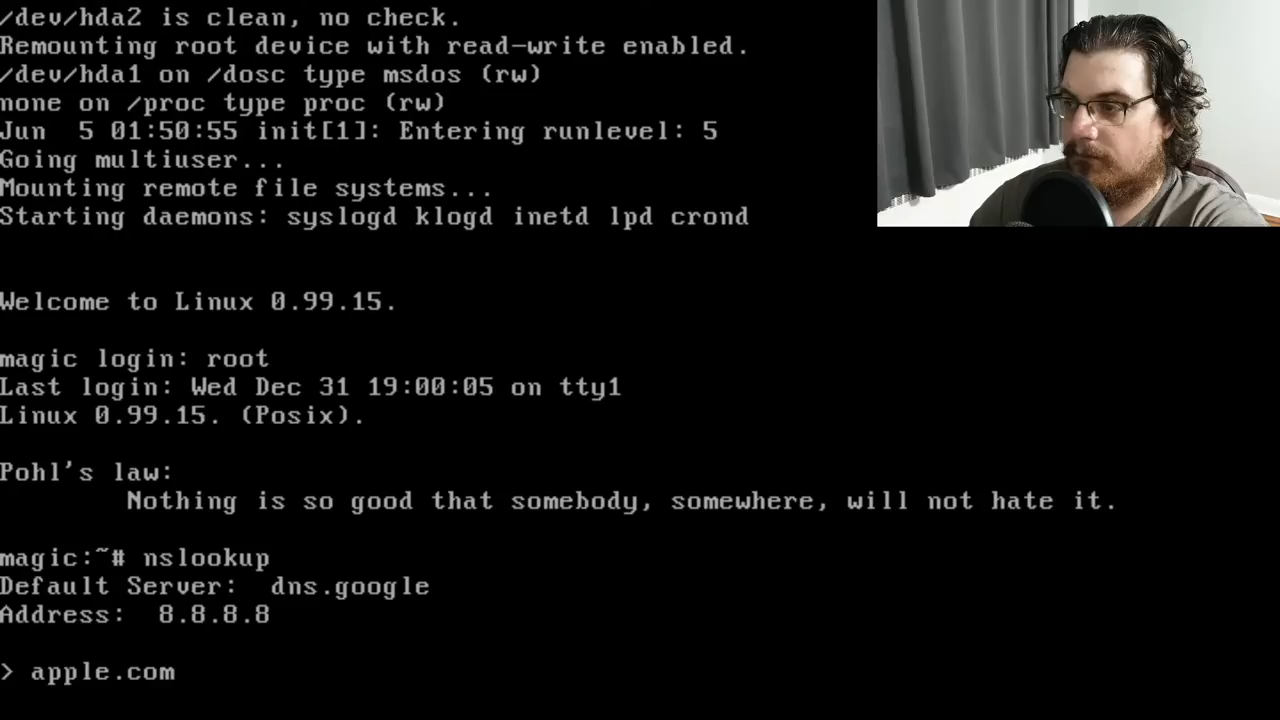 /dev/hda2 is clean, no check.
Remounting root device with read-write enabled.
/dev/hda1 on /dosc type msdos (rw)
none on /proc type proc (rw)
Jun  5 01:50:55 init[1]: Entering runlevel: 5
Going multiuser...
Mounting remote file systems...
Starting daemons: syslogd klogd inetd lpd crond
Welcome to Linux 0.99.15.
magic login: root
Last login: Wed Dec 31 19:00:05 on tty1
Linux 0.99.15. (Posix).
Pohl's law:
        Nothing is so good that somebody, somewhere, will not hate it.
magic:~# nslookup
Default Server:  dns.google
Address:  8.8.8.8
> apple.com